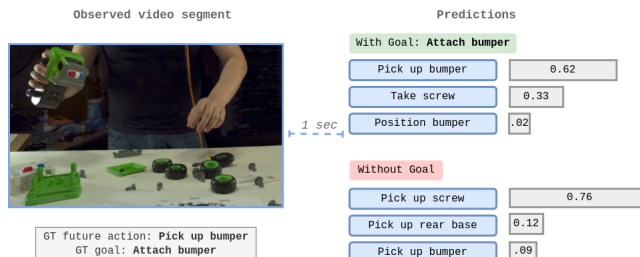 Observed video segment
Predictions
With Goal: Attach bumper
Pick up bumper 0.62
Take screw 0.33
Position bumper .02
1 sec
Without Goal
Pick up screw 0.76
Pick up rear base 0.12
Pick up bumper .09
GT future action: Pick up bumper
GT goal: Attach bumper